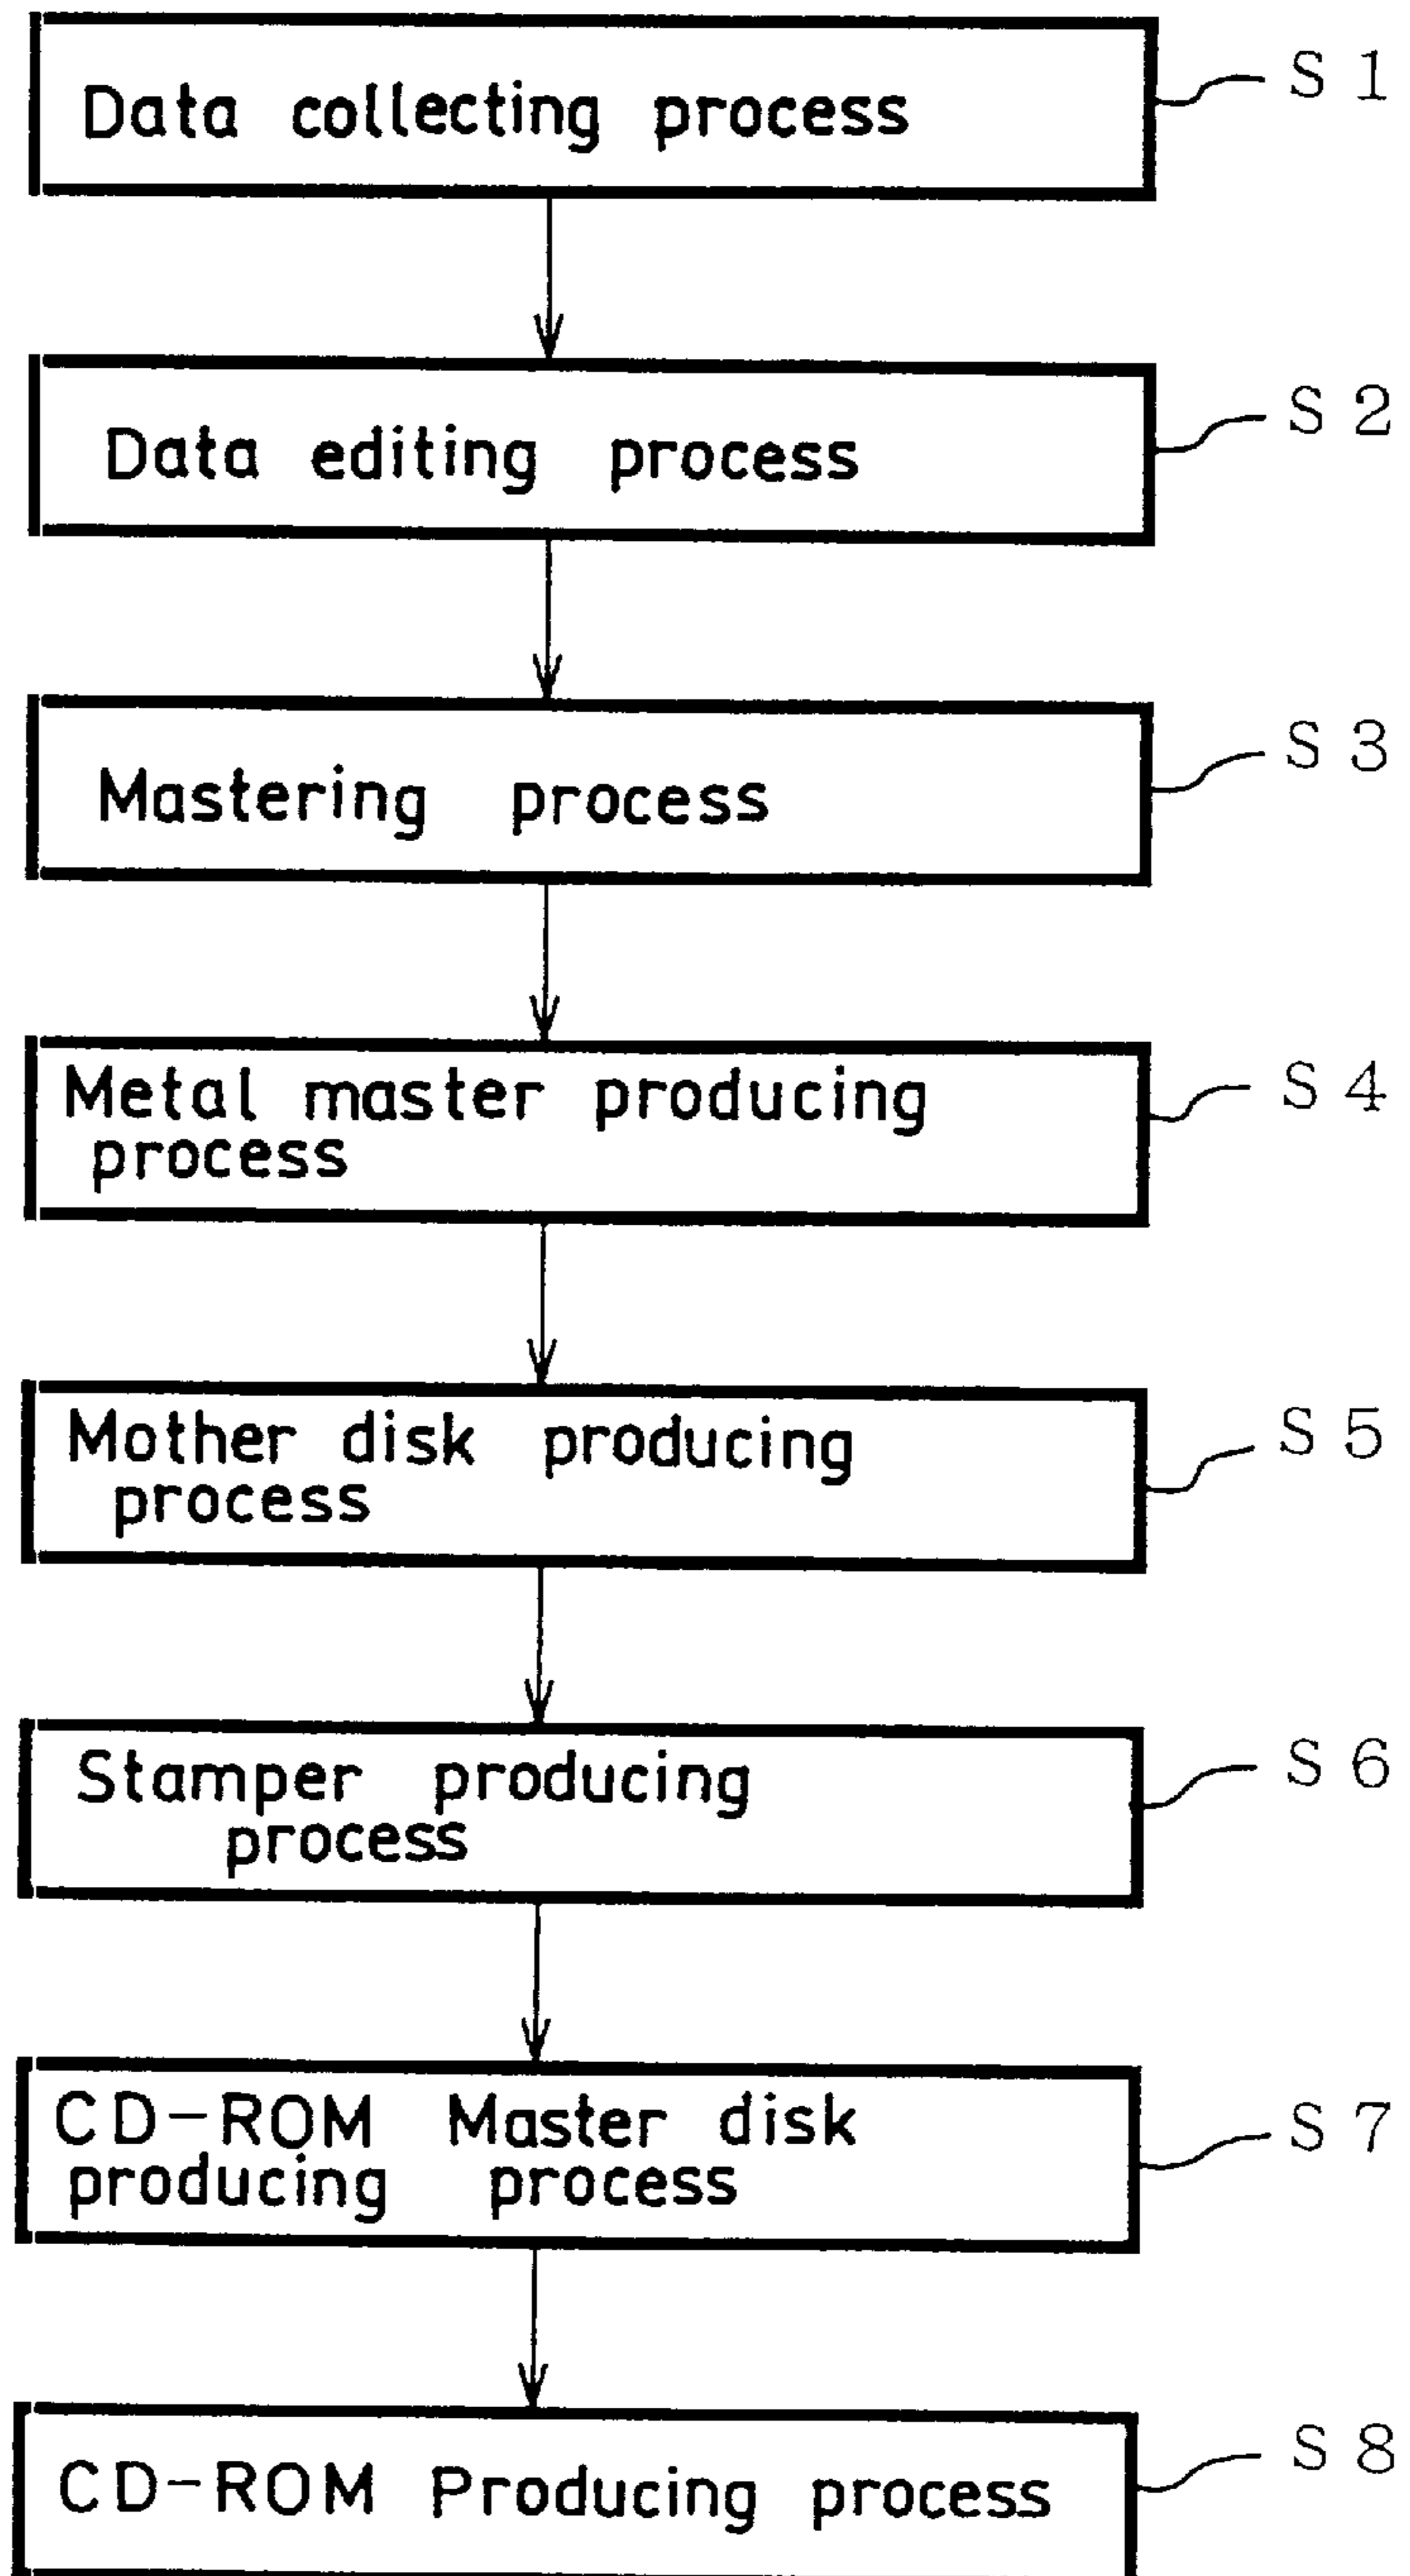 Data collecting process
S 1
Data editing process
S 2
Mastering process
S 3
Metal master producing
process
S 4
Mother disk producing
process
S 5
Stamper producing
process
S 6
CD-ROM Master disk
producing process
S 7
CD-ROM Producing process
S 8